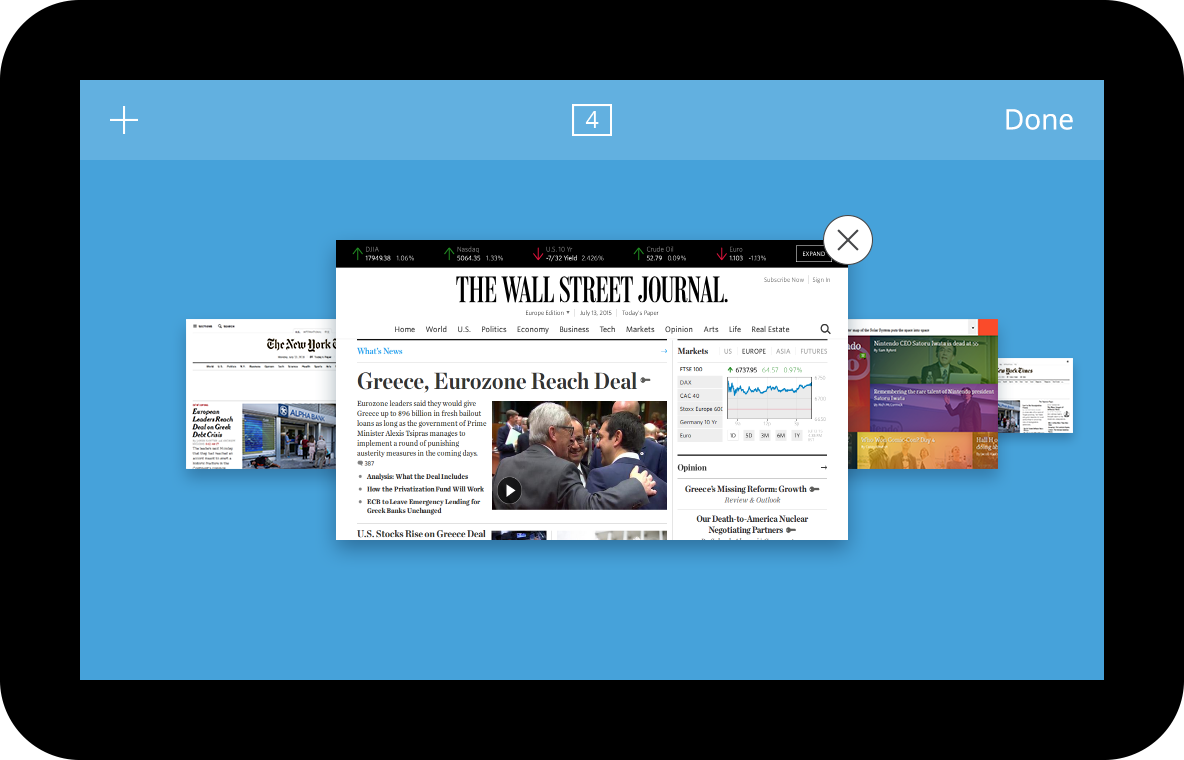 4
Done
DJIA
17949.38 1.06%
Nasdaq
5064.35 1.33%
U.S. 10 Yr
-7/32 Yield 2.426%
Crude Oil
52.79 0.09%
Euro
1.103 -1.13%
EXPAND
THE WALL STREET JOURNAL.
Subscribe Now Sign In
Europe Edition July 13, 2015 Today's Paper
Home World U.S. Politics Economy Business Tech Markets Opinion Arts Life Real Estate
What's News
Greece, Eurozone Reach Deal
Eurozone leaders said they would give
Greece up to €96 billion in fresh bailout
loans as long as the government of Prime
Minister Alexis Tsipras manages to
implement a round of punishing
austerity measures in the coming days.
387
Analysis: What the Deal Includes
How the Privatization Fund Will Work
ECB to Leave Emergency Lending for
Greek Banks Unchanged
U.S. Stocks Rise on Greece Deal
Markets US EUROPE ASIA FUTURES
FTSE 100
DAX
CAC 40
Stoxx Europe 600
Germany 10 Yr
Euro
6737.95 64.57 0.97%
1D 5D 3M 6M 1Y
Opinion
Greece's Missing Reform: Growth
Review & Outlook
Our Death-to-America Nuclear
Negotiating Partners
SECTIONS SEARCH
The New York T
European
Leaders Reach
Deal on Greek
Debt Crisis
ALPHA BANK
Nintendo CEO Satoru Iwata is dead at 55
Remembering the rare talent of Nintendo president
Satoru Iwata
York Times